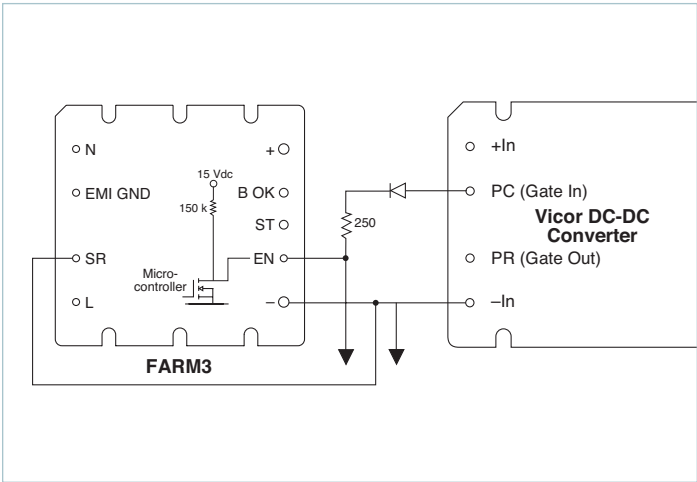 N
EMI GND
SR
L
15 Vdc
150 k
Micro-
controller
+
B OK
ST
EN
–
FARM3
250
+In
PC (Gate In)
Vicor DC-DC
Converter
PR (Gate Out)
–In